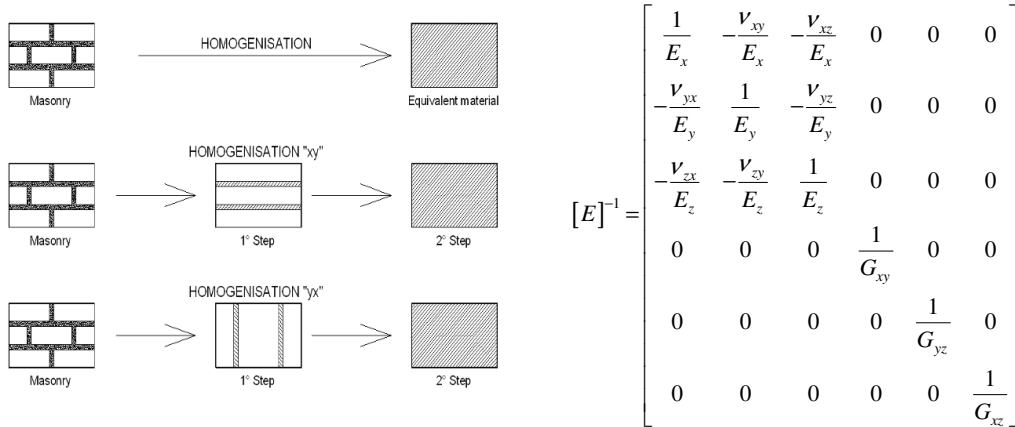 HOMOGENISATION
Masonry Equivalent material
HOMOGENISATION "xy"
Masonry 1° Step 2° Step
HOMOGENISATION "yx"
Masonry 1° Step 2° Step
[E]⁻¹ =
1/E_x -ν_xy/E_x -ν_xz/E_x 0 0 0
-ν_yx/E_y 1/E_y -ν_yz/E_y 0 0 0
-ν_zx/E_z -ν_zy/E_z 1/E_z 0 0 0
0 0 0 1/G_xy 0 0
0 0 0 0 1/G_yz 0
0 0 0 0 0 1/G_xz